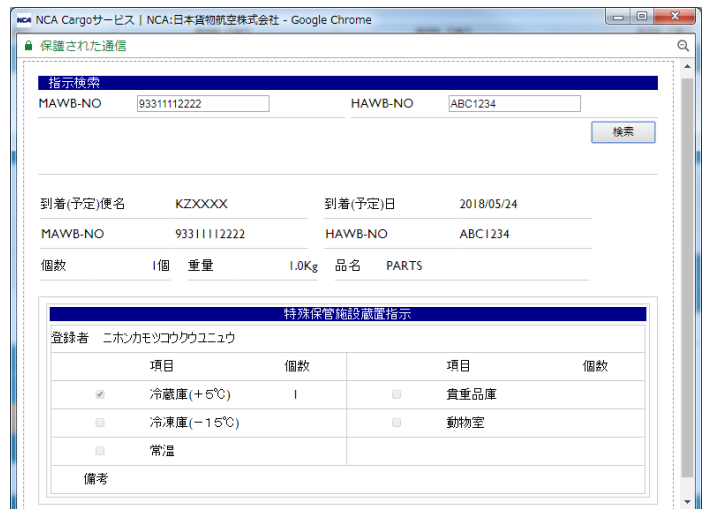 NCA NCA Cargoサービス | NCA:日本貨物航空株式会社 - Google Chrome
保護された通信
指示検索
MAWB-NO 93311112222 HAWB-NO ABC1234
検索
到着(予定)便名 KZXXXX 到着(予定)日 2018/05/24
MAWB-NO 93311112222 HAWB-NO ABC1234
個数 1個 重量 1.0Kg 品名 PARTS
特殊保管施設蔵置指示
登録者 ニホンカモツコウクウユニュウ
項目 個数 項目 個数
冷蔵庫(+5℃) 1 貴重品庫
冷凍庫(-15℃) 動物室
常温
備考